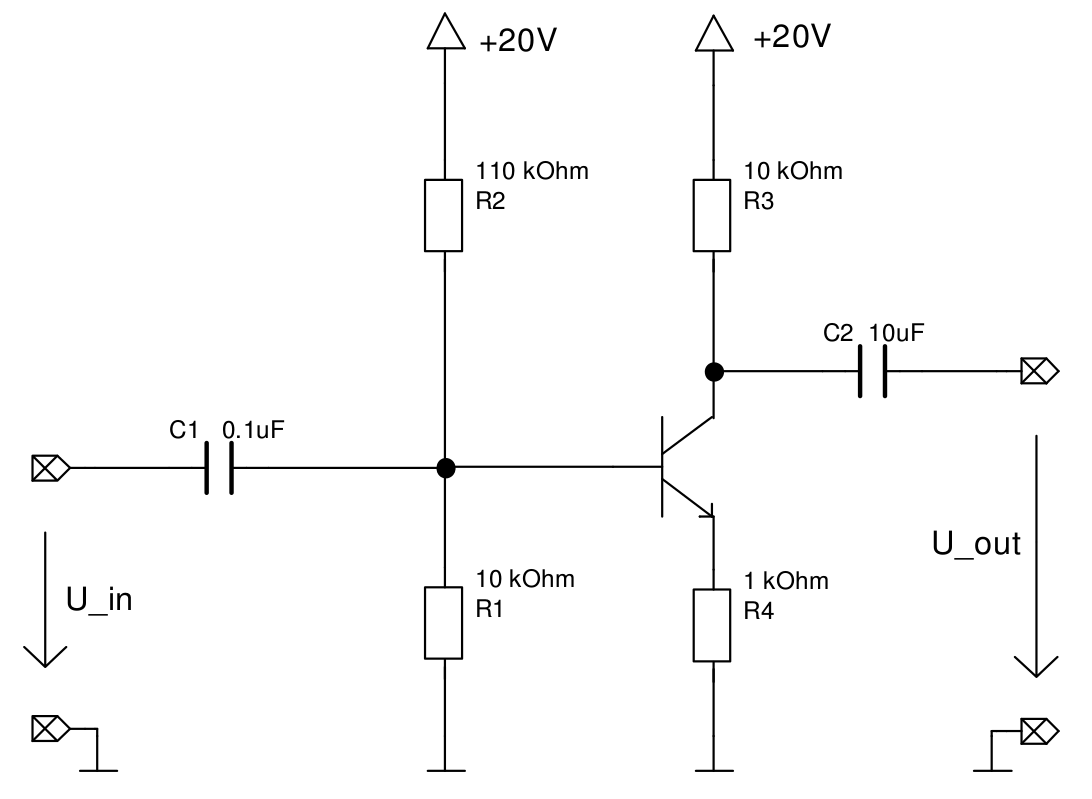 +20V
+20V
110 kOhm
R2
10 kOhm
R3
C2 10uF
C1 0.1uF
U_out
10 kOhm
R1
1 kOhm
R4
U_in